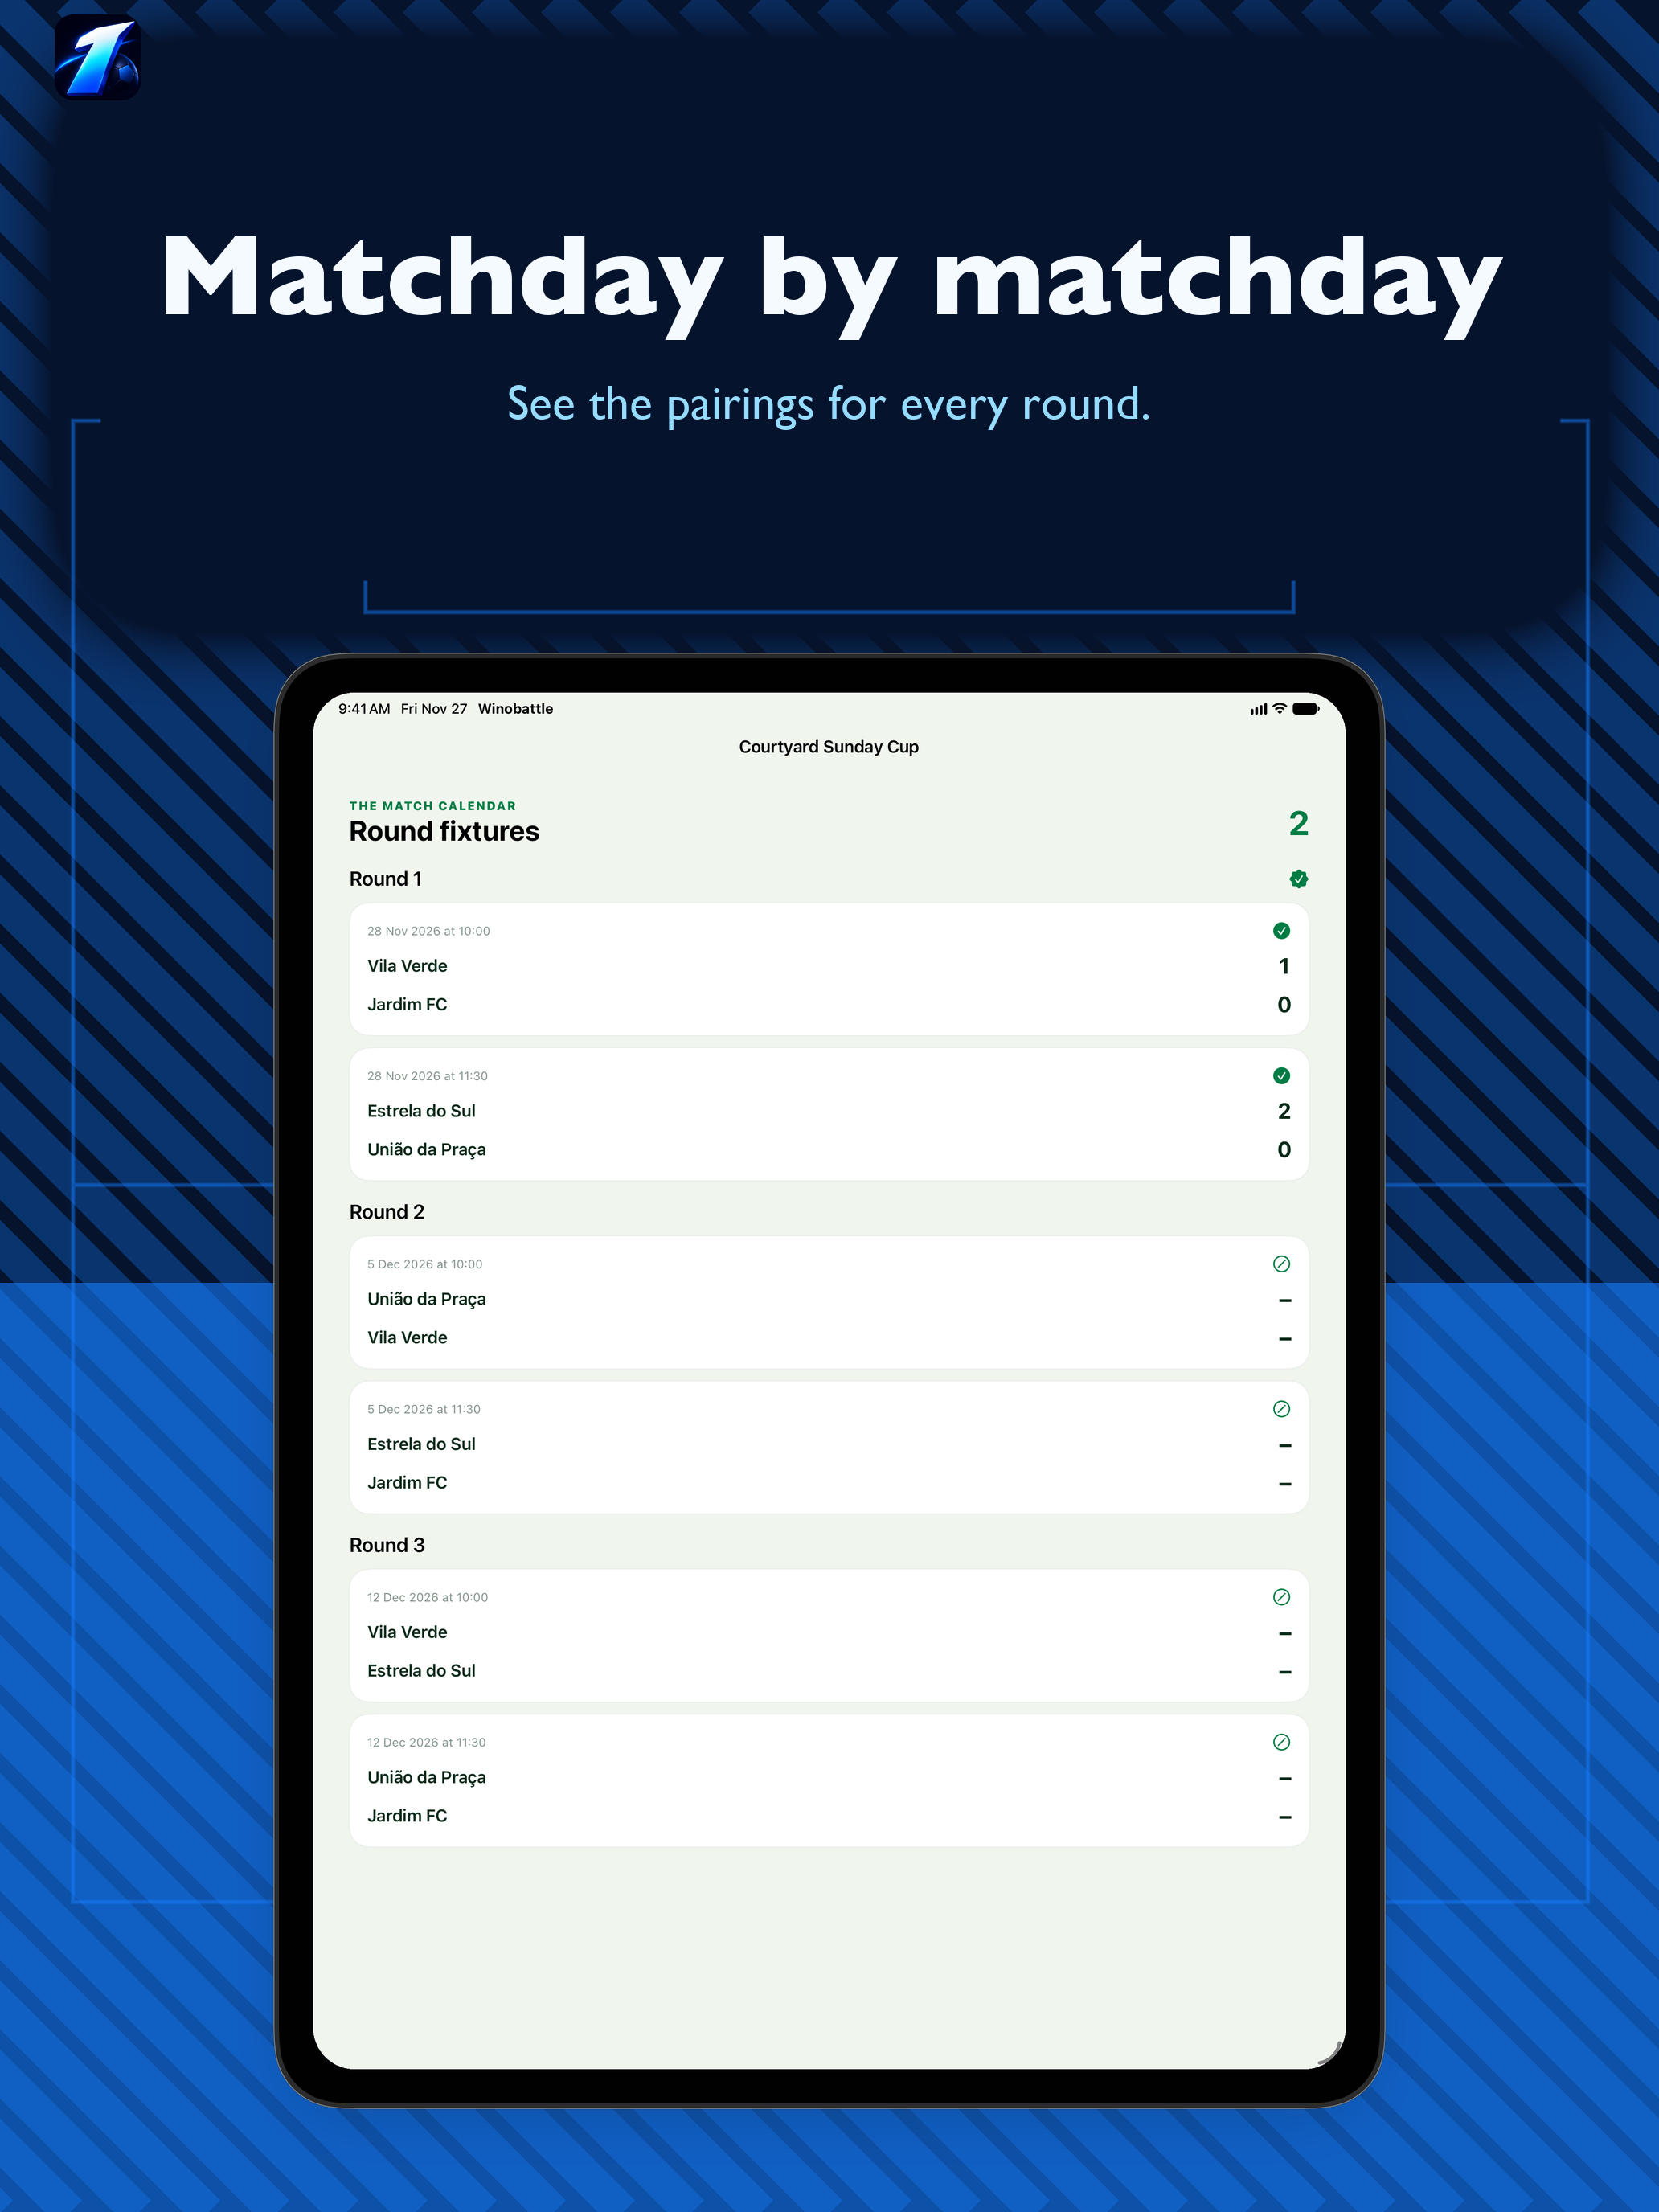 1
Matchday by matchday
See the pairings for every round.
9:41 AM Fri Nov 27 Winobattle
Courtyard Sunday Cup
THE MATCH CALENDAR
Round fixtures 2
Round 1
28 Nov 2026 at 10:00
Vila Verde 1
Jardim FC 0
28 Nov 2026 at 11:30
Estrela do Sul 2
União da Praça 0
Round 2
5 Dec 2026 at 10:00
União da Praça –
Vila Verde –
5 Dec 2026 at 11:30
Estrela do Sul –
Jardim FC –
Round 3
12 Dec 2026 at 10:00
Vila Verde –
Estrela do Sul –
12 Dec 2026 at 11:30
União da Praça –
Jardim FC –